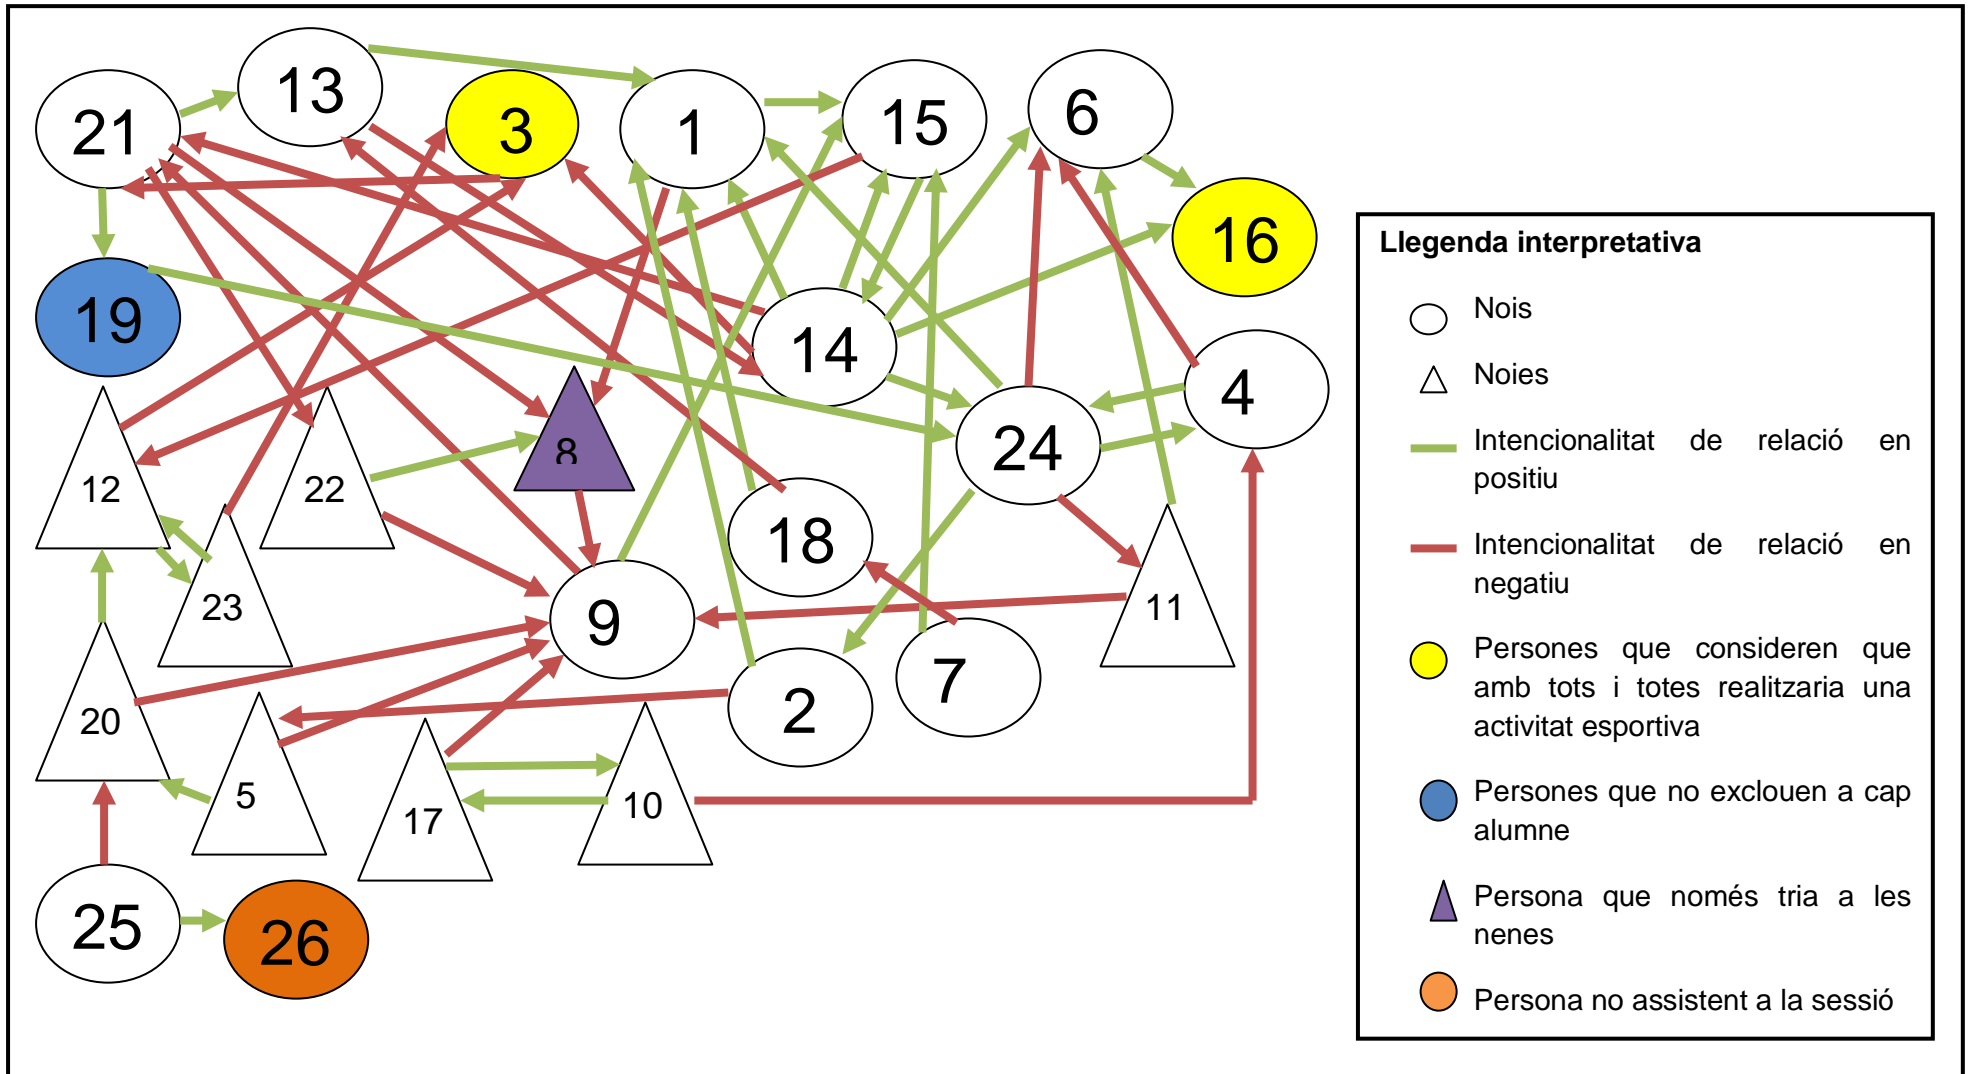 13
21
3
1
15
6
16
19
14
4
24
8
12
22
18
23
9
11
7
2
20
5
17
10
25
26
Llegenda interpretativa
Nois
Noies
Intencionalitat de relació en
positiu
Intencionalitat de relació en
negatiu
Persones que consideren que
amb tots i totes realitzaria una
activitat esportiva
Persones que no exclouen a cap
alumne
Persona que només tria a les
nenes
Persona no assistent a la sessió